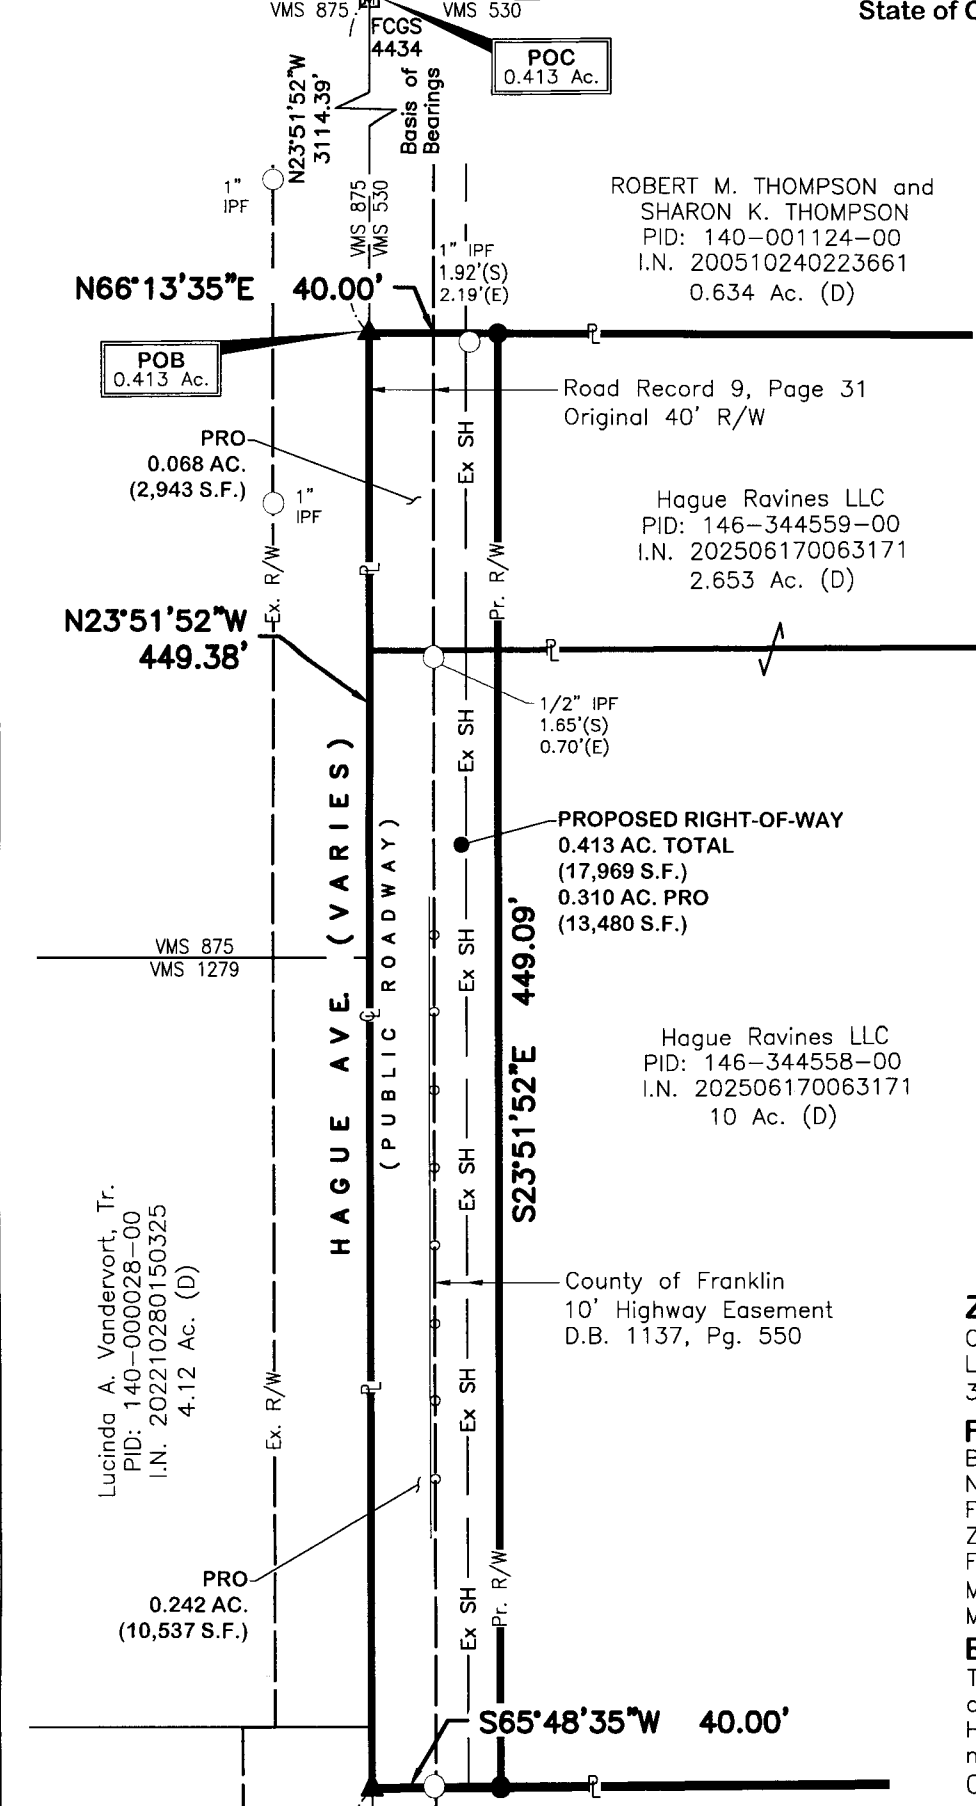 VMS 875
VMS 530
State of
FCGS
4434
POC
0.413 Ac.
N23°51'52"W
3114.39'
Basis of
Bearings
1"
IPF
VMS 875
VMS 530
ROBERT M. THOMPSON and
SHARON K. THOMPSON
PID: 140-001124-00
I.N. 200510240223661
0.634 Ac. (D)
1" IPF
1.92'(S)
2.19'(E)
N66°13'35"E 40.00'
PL
POB
0.413 Ac.
Road Record 9, Page 31
Original 40' R/W
Ex SH
PRO
0.068 AC.
(2,943 S.F.)
1"
IPF
Hague Ravines LLC
PID: 146-344559-00
I.N. 202506170063171
2.653 Ac. (D)
Ex. R/W
PL
Pr. R/W
N23°51'52"W
449.38'
PL
1/2" IPF
1.65'(S)
0.70'(E)
Ex SH
PROPOSED RIGHT-OF-WAY
0.413 AC. TOTAL
(17,969 S.F.)
0.310 AC. PRO
(13,480 S.F.)
HAGUE AVE. (VARIES)
(PUBLIC ROADWAY)
VMS 875
VMS 1279
Ex SH
S23°51'52"E 449.09'
CL
Hague Ravines LLC
PID: 146-344558-00
I.N. 202506170063171
10 Ac. (D)
Ex SH
Lucinda A. Vandervort, Tr.
PID: 140-000028-00
I.N. 202210280150325
4.12 Ac. (D)
County of Franklin
10' Highway Easement
D.B. 1137, Pg. 550
Ex. R/W
PL
Ex SH
PRO
0.242 AC.
(10,537 S.F.)
Ex SH
Pr. R/W
S65°48'35"W 40.00'
PL